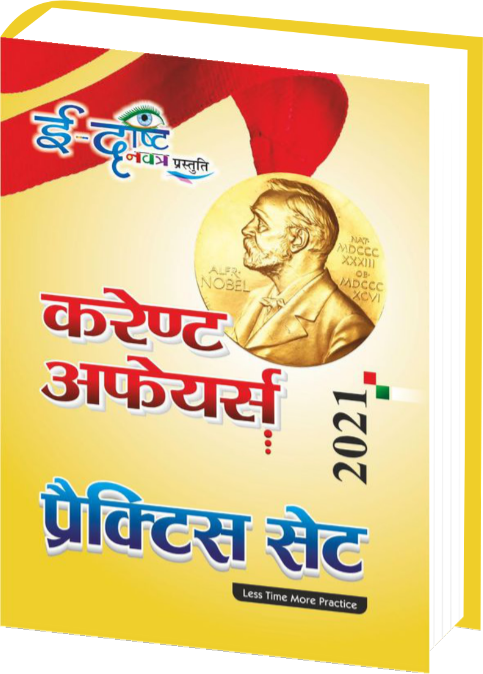 ई-दृष्टि
नवत्र प्रस्तुति
ALFR·
NOBEL
NAT·
MDCCC
XXXIII
OB·
MDCCC
XCVI
करेण्ट
अफेयर्स...
2021
प्रैक्टिस सेट
Less Time More Practice